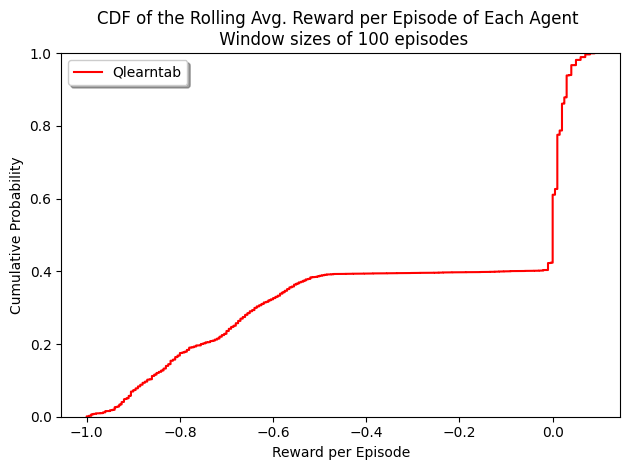 CDF of the Rolling Avg. Reward per Episode of Each Agent
Window sizes of 100 episodes
Qlearntab
Cumulative Probability
1.0
0.8
0.6
0.4
0.2
0.0
−1.0 −0.8 −0.6 −0.4 −0.2 0.0
Reward per Episode